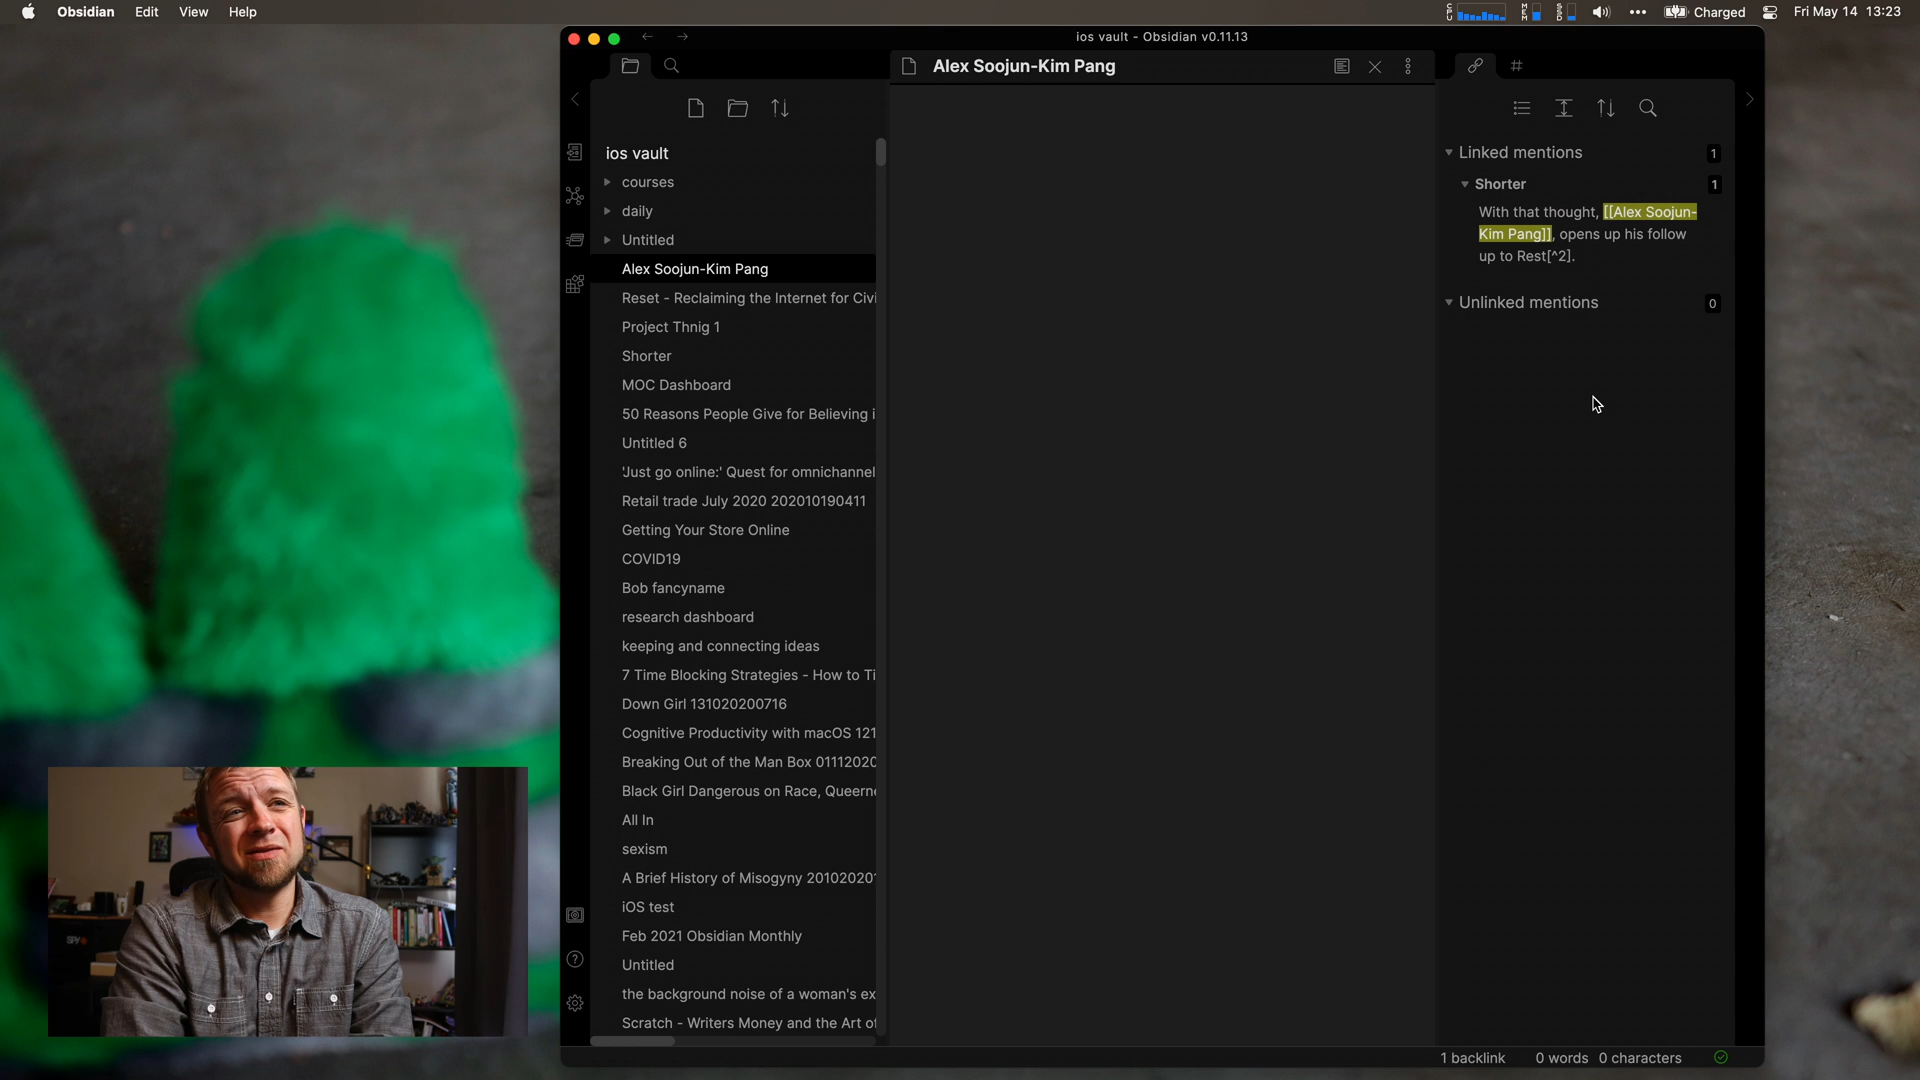 Obsidian Edit View Help
CPU MEM SSD Charged Fri May 14 13:23
ios vault - Obsidian v0.11.13
Alex Soojun-Kim Pang
ios vault
courses
daily
Untitled
Alex Soojun-Kim Pang
Reset - Reclaiming the Internet for Civi
Project Thnig 1
Shorter
MOC Dashboard
50 Reasons People Give for Believing i
Untitled 6
'Just go online:' Quest for omnichannel
Retail trade July 2020 202010190411
Getting Your Store Online
COVID19
Bob fancyname
research dashboard
keeping and connecting ideas
7 Time Blocking Strategies - How to Ti
Down Girl 131020200716
Cognitive Productivity with macOS 121
Breaking Out of the Man Box 01112020
Black Girl Dangerous on Race, Queerne
All In
sexism
A Brief History of Misogyny 20102020
iOS test
Feb 2021 Obsidian Monthly
Untitled
the background noise of a woman's ex
Scratch - Writers Money and the Art of
Linked mentions 1
Shorter 1
With that thought, [[Alex Soojun-
Kim Pang]], opens up his follow
up to Rest[^2].
Unlinked mentions 0
1 backlink 0 words 0 characters